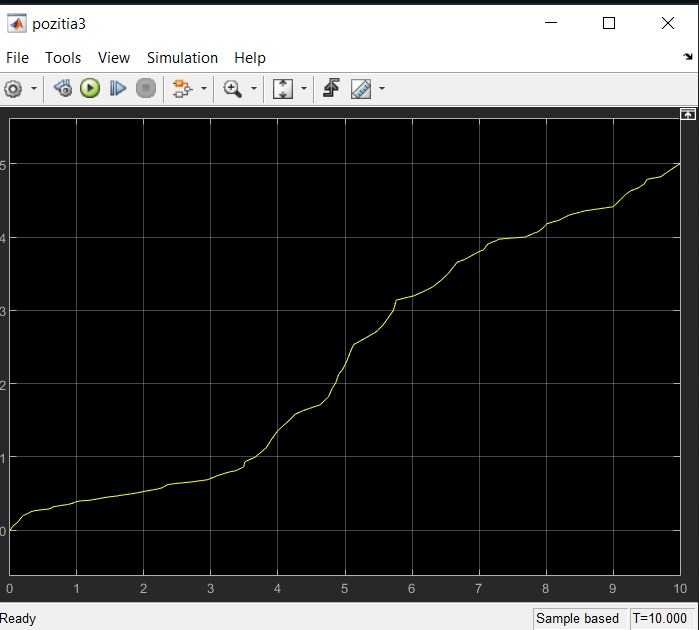 pozitia3
File Tools View Simulation Help
5
4
3
2
1
0
0 1 2 3 4 5 6 7 8 9 10
Ready Sample based T=10.000